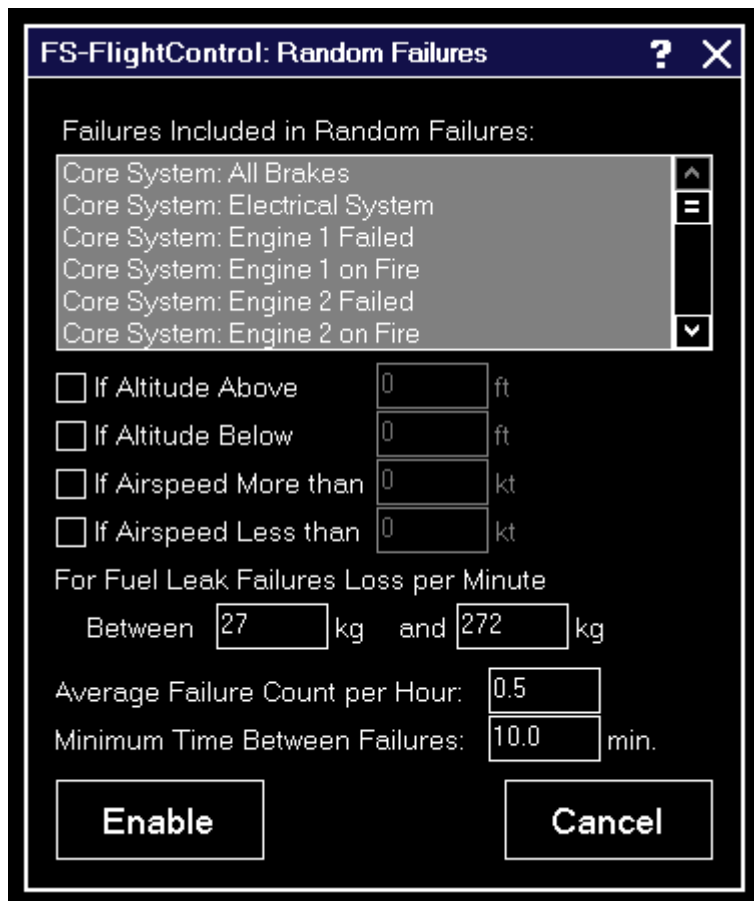 FS-FlightControl: Random Failures ? X
Failures Included in Random Failures:
Core System: All Brakes
Core System: Electrical System
Core System: Engine 1 Failed
Core System: Engine 1 on Fire
Core System: Engine 2 Failed
Core System: Engine 2 on Fire
If Altitude Above 0 ft
If Altitude Below 0 ft
If Airspeed More than 0 kt
If Airspeed Less than 0 kt
For Fuel Leak Failures Loss per Minute
Between 27 kg and 272 kg
Average Failure Count per Hour: 0.5
Minimum Time Between Failures: 10.0 min.
Enable Cancel